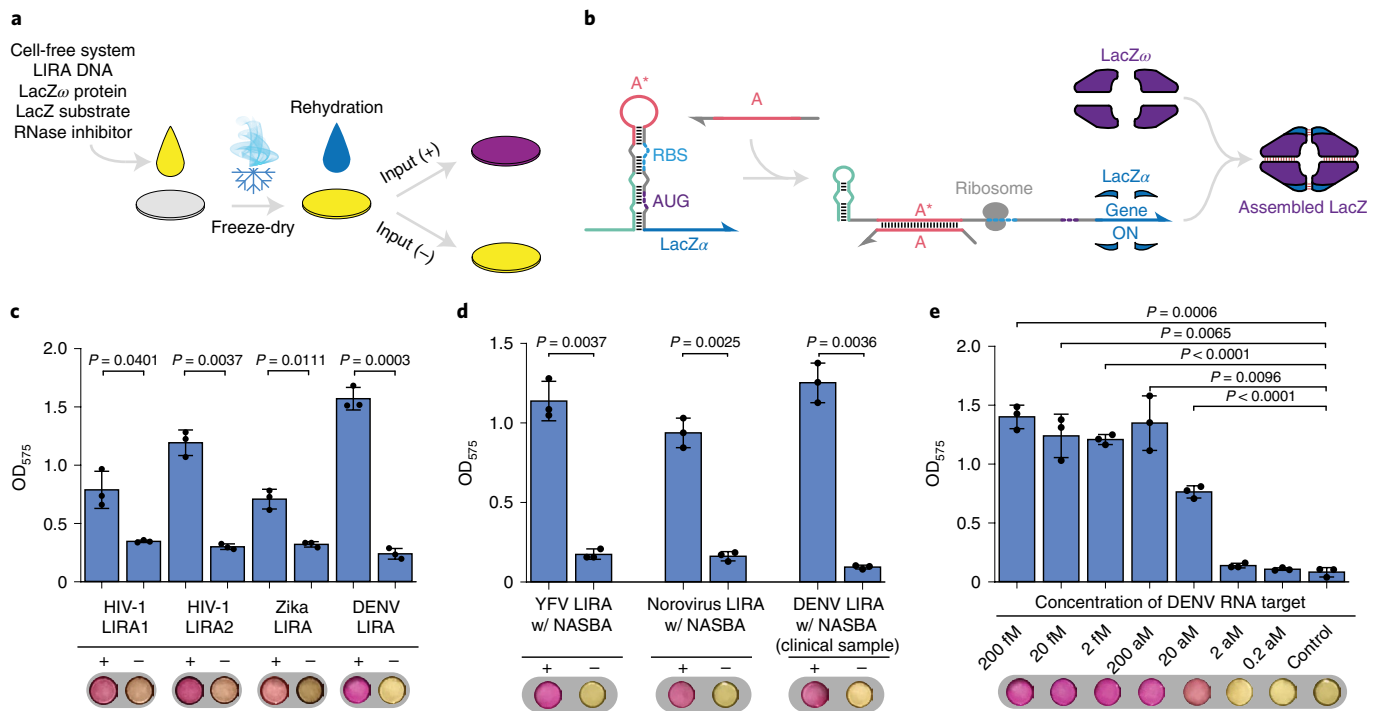 a
Cell-free system
LIRA DNA
LacZω protein
LacZ substrate
RNase inhibitor
Freeze-dry
Rehydration
Input (+)
Input (–)
b
A*
RBS
AUG
LacZα
A
A*
A
Ribosome
LacZα
Gene
ON
LacZω
Assembled LacZ
c
P = 0.0401
P = 0.0037
P = 0.0111
P = 0.0003
OD575
2.0
1.5
1.0
0.5
0
HIV-1 HIV-1 Zika DENV
LIRA1 LIRA2 LIRA LIRA
+ – + – + – + –
d
P = 0.0037
P = 0.0025
P = 0.0036
OD575
1.5
1.0
0.5
0
YFV LIRA Norovirus LIRA DENV LIRA
w/ NASBA w/ NASBA w/ NASBA
(clinical sample)
+ – + – + –
e
P = 0.0006
P = 0.0065
P < 0.0001
P = 0.0096
P < 0.0001
OD575
2.0
1.5
1.0
0.5
0
Concentration of DENV RNA target
200 fM
20 fM
2 fM
200 aM
20 aM
2 aM
0.2 aM
Control